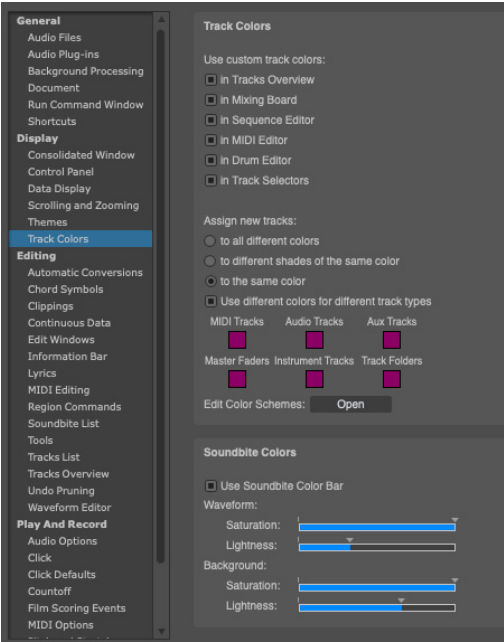 General
Audio Files
Audio Plug-ins
Background Processing
Document
Run Command Window
Shortcuts
Display
Consolidated Window
Control Panel
Data Display
Scrolling and Zooming
Themes
Track Colors
Editing
Automatic Conversions
Chord Symbols
Clippings
Continuous Data
Edit Windows
Information Bar
Lyrics
MIDI Editing
Region Commands
Soundbite List
Tools
Tracks List
Tracks Overview
Undo Pruning
Waveform Editor
Play And Record
Audio Options
Click
Click Defaults
Countoff
Film Scoring Events
MIDI Options
Track Colors
Use custom track colors:
in Tracks Overview
in Mixing Board
in Sequence Editor
in MIDI Editor
in Drum Editor
in Track Selectors
Assign new tracks:
to all different colors
to different shades of the same color
to the same color
Use different colors for different track types
MIDI Tracks Audio Tracks Aux Tracks
Master Faders Instrument Tracks Track Folders
Edit Color Schemes: Open
Soundbite Colors
Use Soundbite Color Bar
Waveform:
Saturation:
Lightness:
Background:
Saturation:
Lightness: